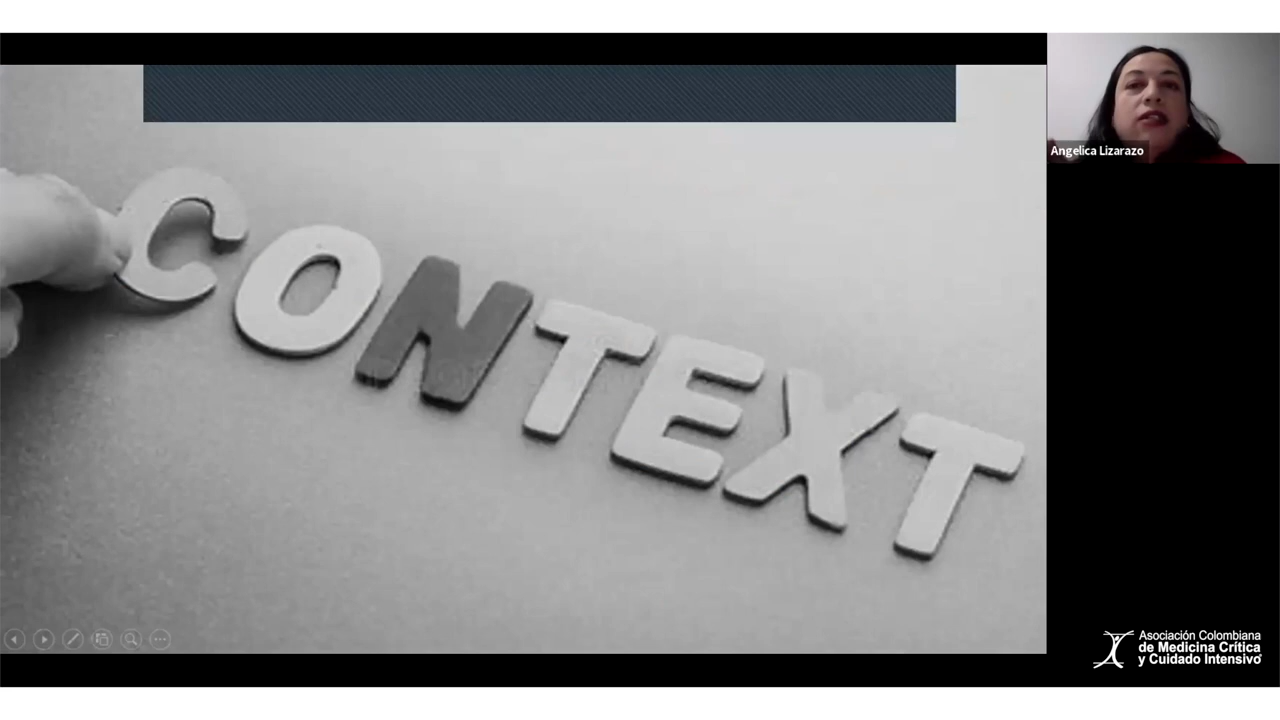 CONTEXT
Angelica Lizarazo
Asociación Colombiana
de Medicina Crítica
y Cuidado Intensivo